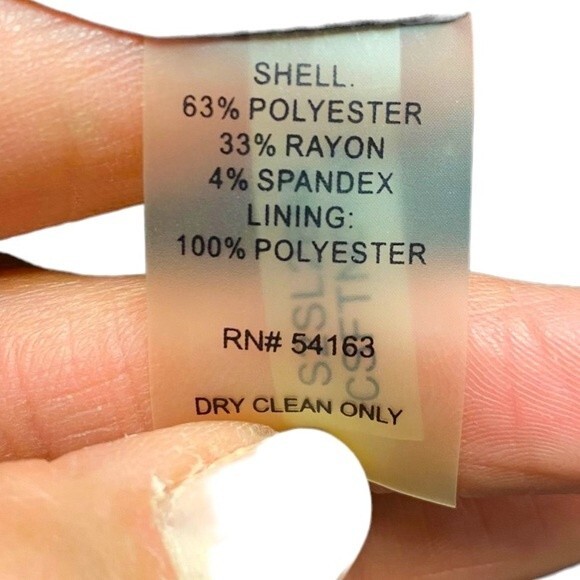 SHELL.
63% POLYESTER
33% RAYON
4% SPANDEX
LINING:
100% POLYESTER
RN# 54163
DRY CLEAN ONLY